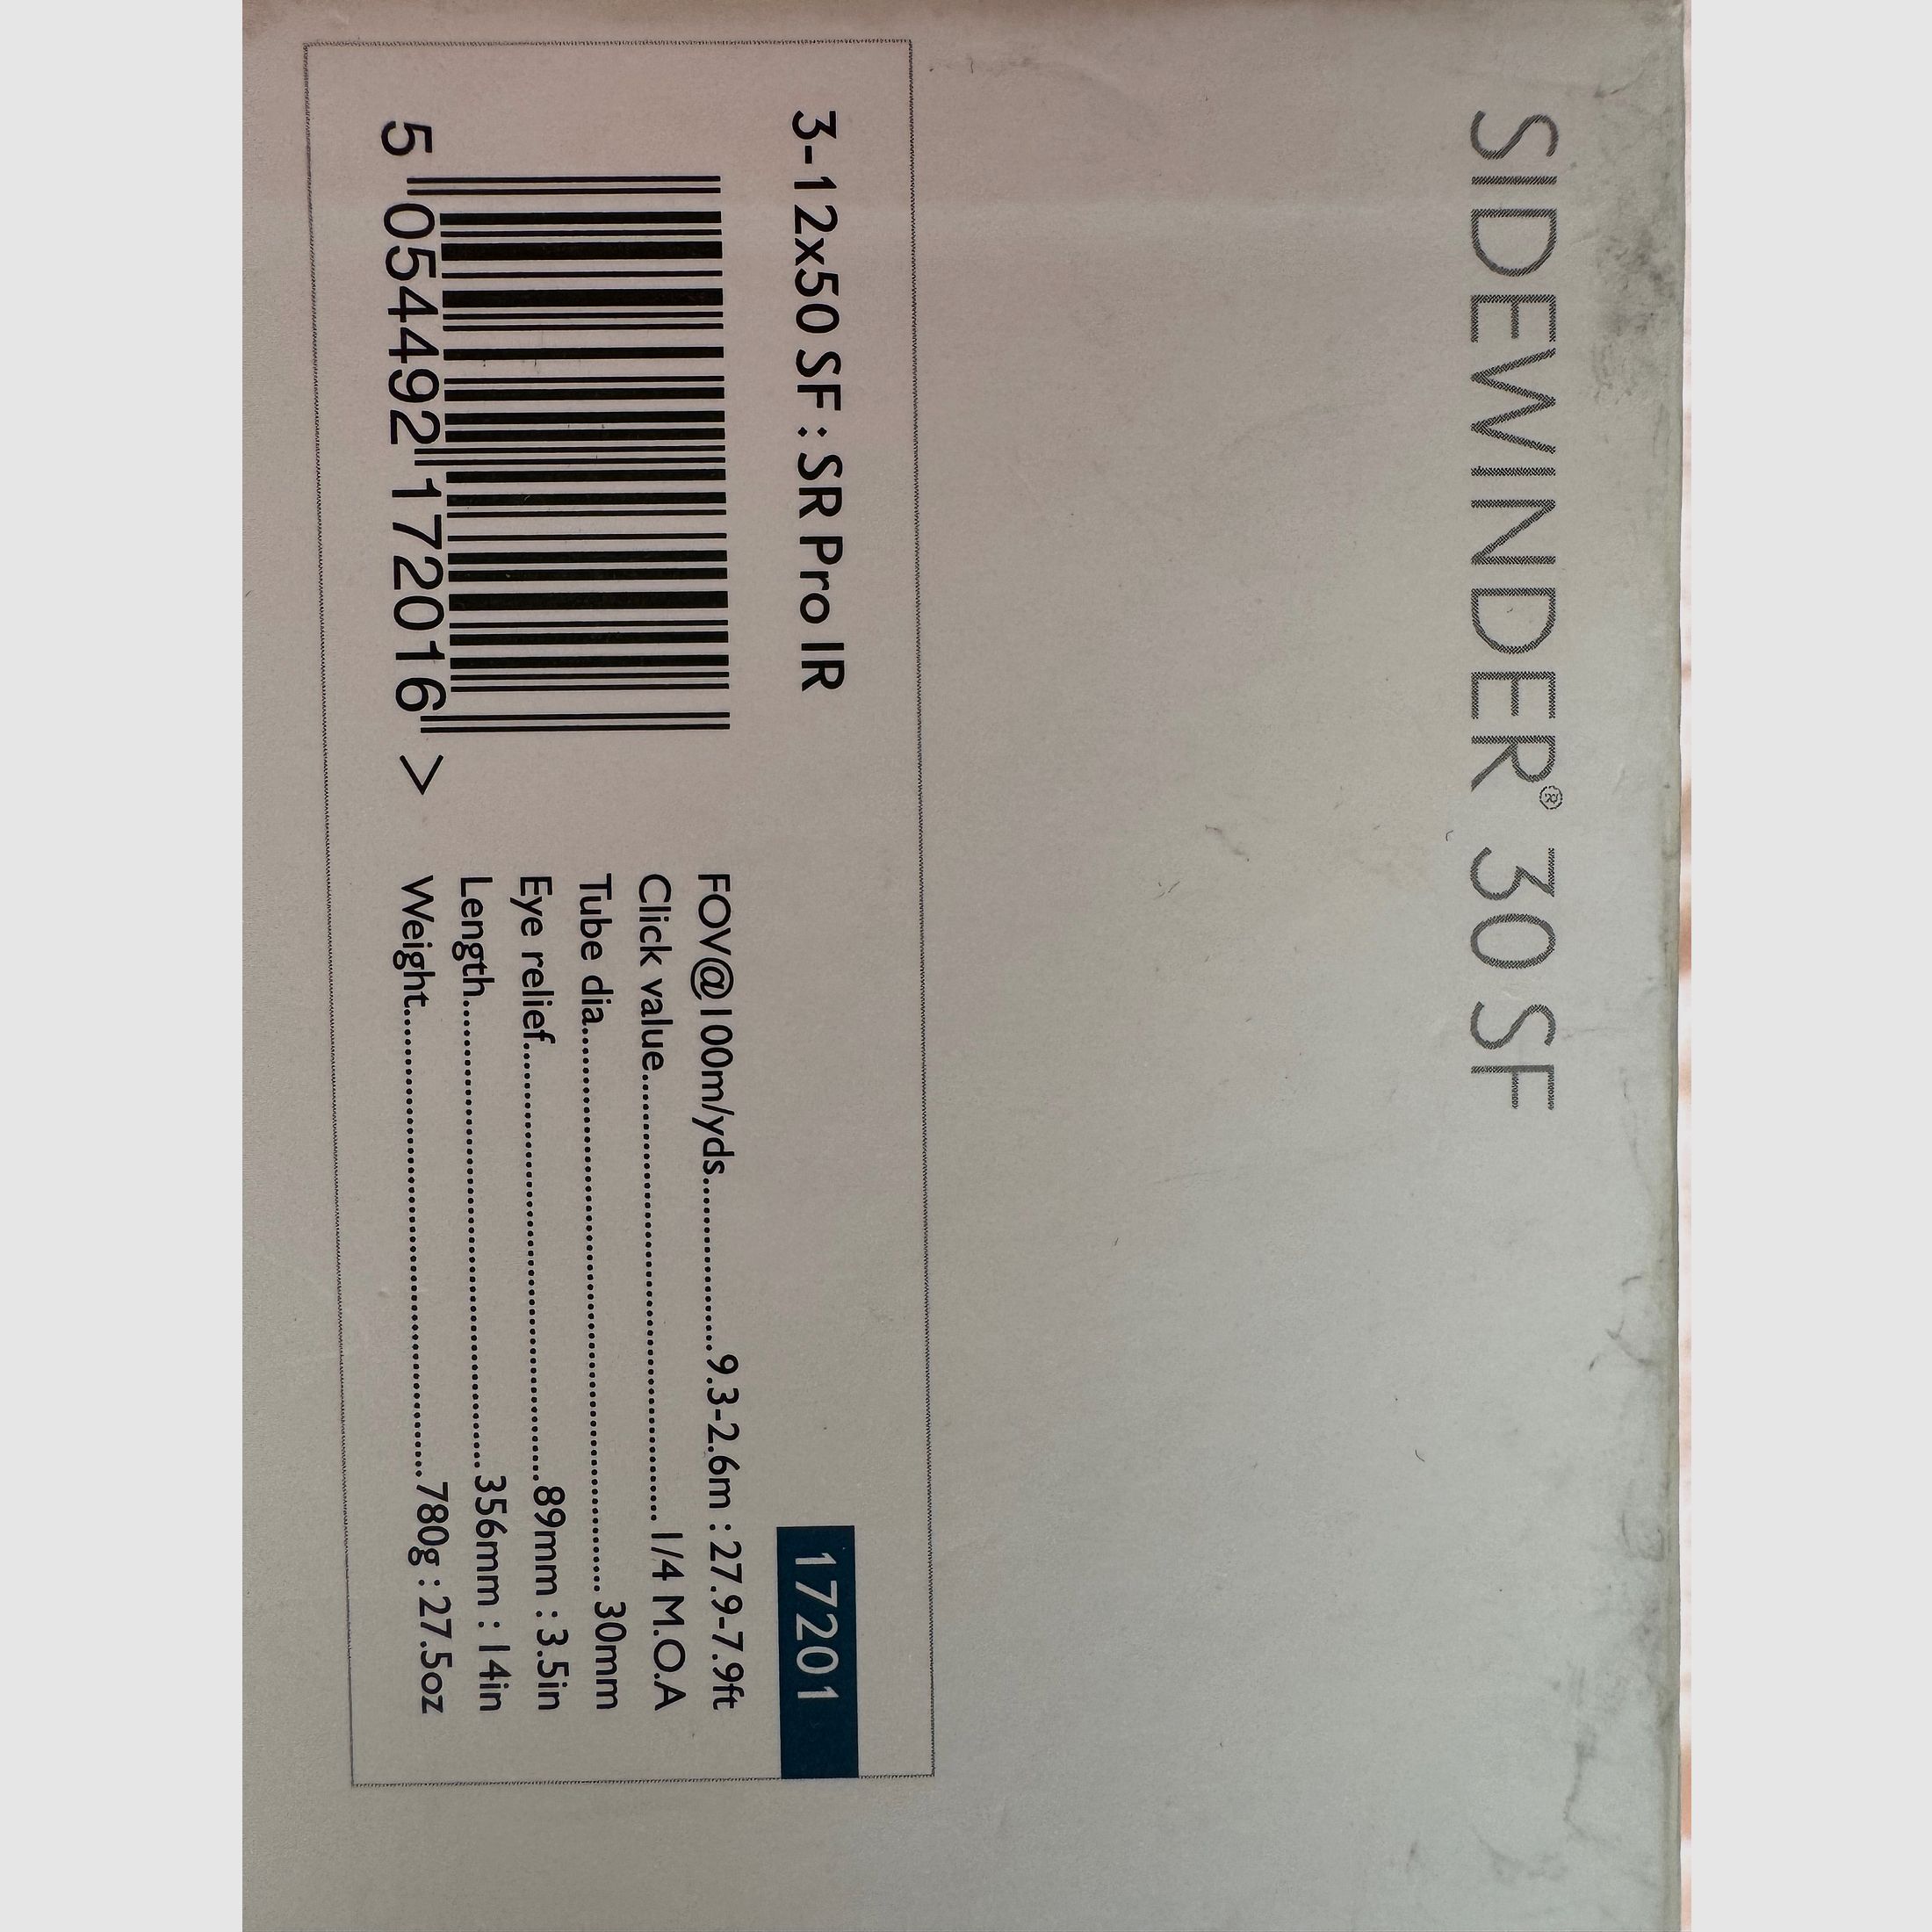 SIDEWINDER® 30 SF
3-12x50 SF : SR Pro IR
17201
5 054492 172016 >
FOV@100m/yds..................9.3-2.6m : 27.9-7.9ft
Click value............................................... 1/4 M.O.A
Tube dia.......................................................... 30mm
Eye relief.............................................89mm : 3.5in
Length................................................356mm : 14in
Weight................................................780g : 27.5oz